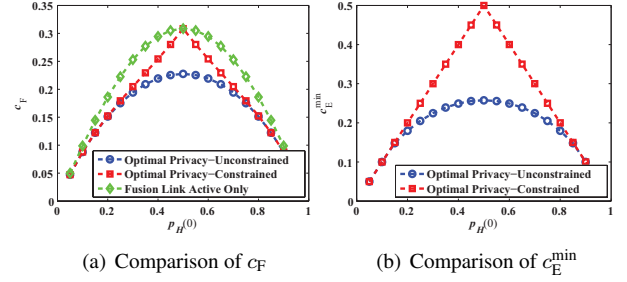 0.35
0.3
0.25
0.2
0.15
0.1
0.05
0
c_F
0 0.2 0.4 0.6 0.8 1
p_H(0)
Optimal Privacy−Unconstrained
Optimal Privacy−Constrained
Fusion Link Active Only
(a) Comparison of c_F
0.5
0.4
0.3
0.2
0.1
0
c_E^min
0 0.2 0.4 0.6 0.8 1
p_H(0)
Optimal Privacy−Unconstrained
Optimal Privacy−Constrained
(b) Comparison of c_E^min